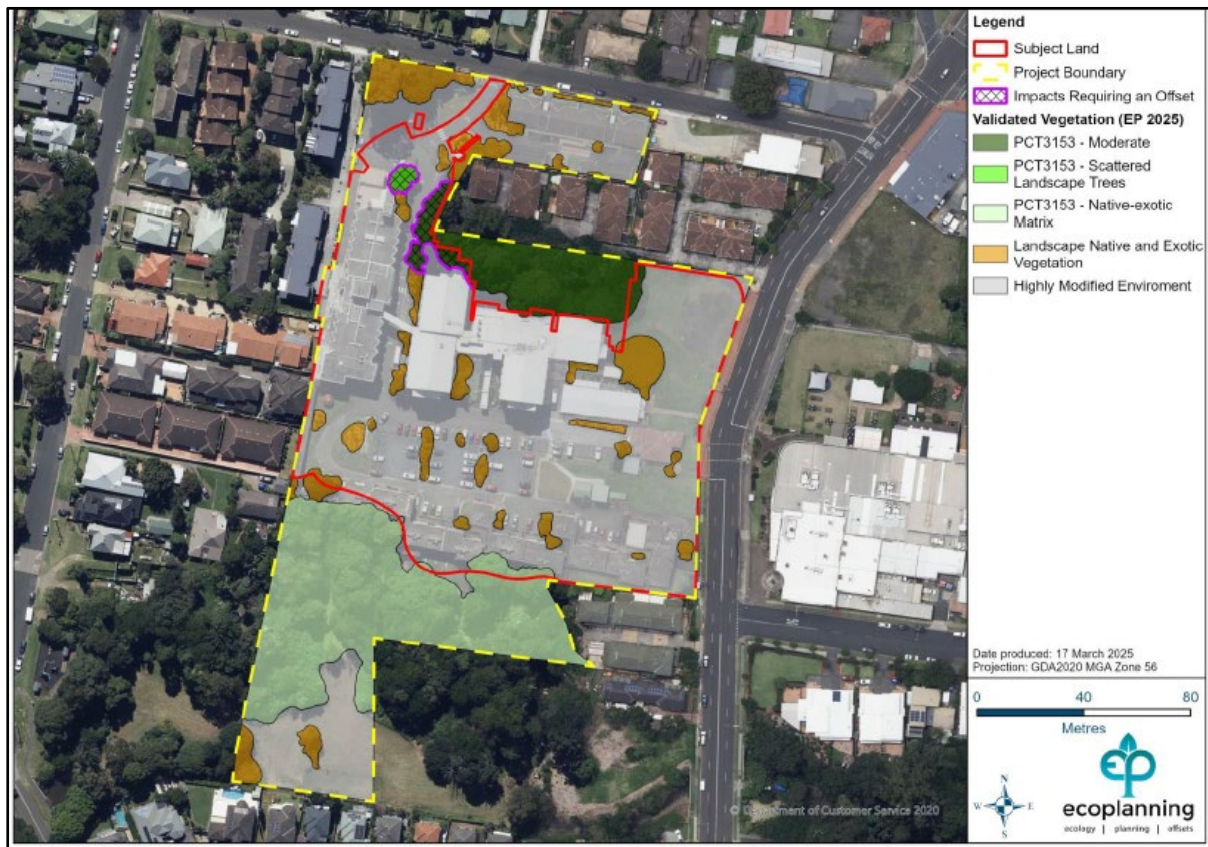 Legend
Subject Land
Project Boundary
Impacts Requiring an Offset
Validated Vegetation (EP 2025)
PCT3153 - Moderate
PCT3153 - Scattered
Landscape Trees
PCT3153 - Native-exotic
Matrix
Landscape Native and Exotic
Vegetation
Highly Modified Enviroment
Date produced: 17 March 2025
Projection: GDA2020 MGA Zone 56
0 40 80
Metres
N
W E
S
ep
ecoplanning
ecology | planning | offsets
© Department of Customer Service 2020